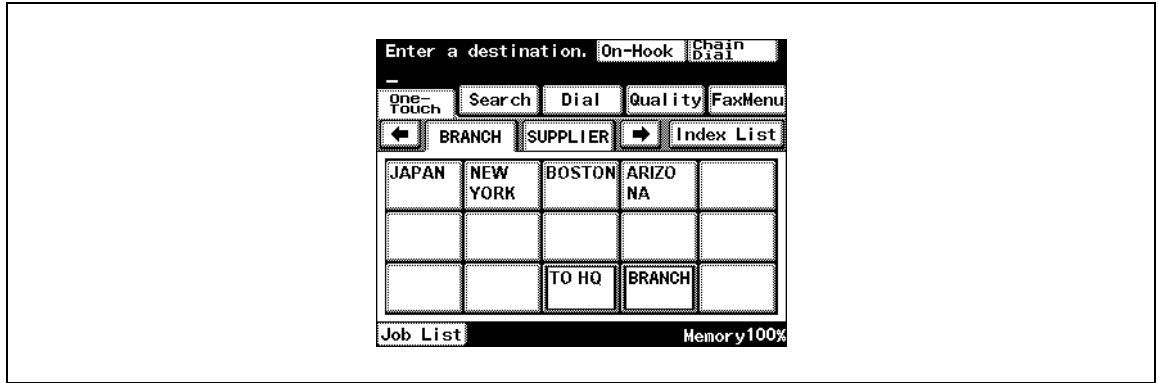 Enter a destination. On-Hook Chain Dial
One-Touch Search Dial Quality FaxMenu
BRANCH SUPPLIER Index List
JAPAN NEW YORK BOSTON ARIZO NA
TO HQ BRANCH
Job List Memory100%